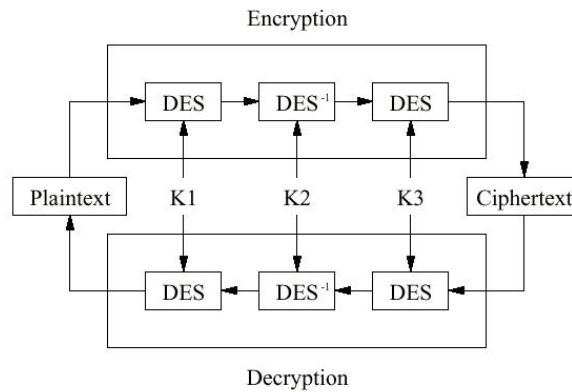 Encryption
DES DES⁻¹ DES
Plaintext K1 K2 K3 Ciphertext
DES DES⁻¹ DES
Decryption